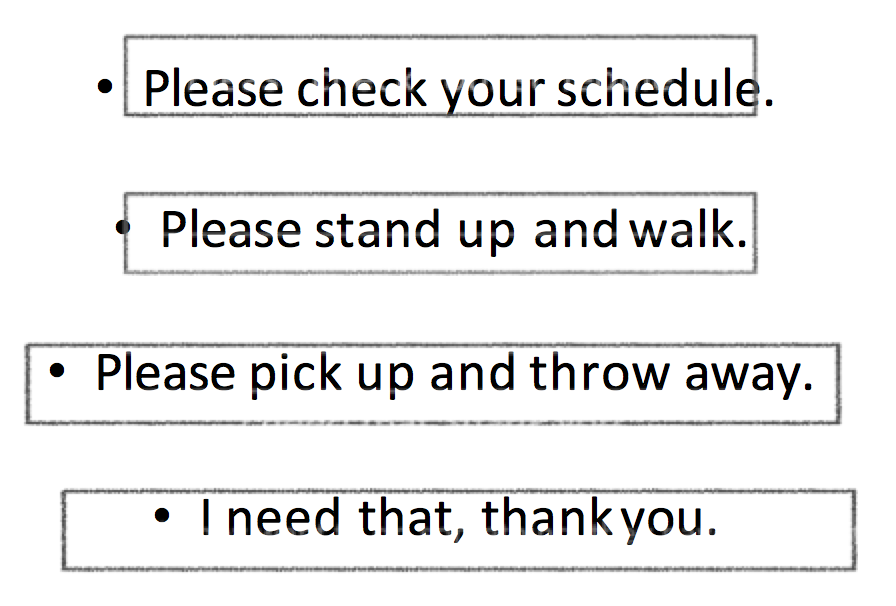 • Please check your schedule.
• Please stand up and walk.
• Please pick up and throw away.
• I need that, thank you.